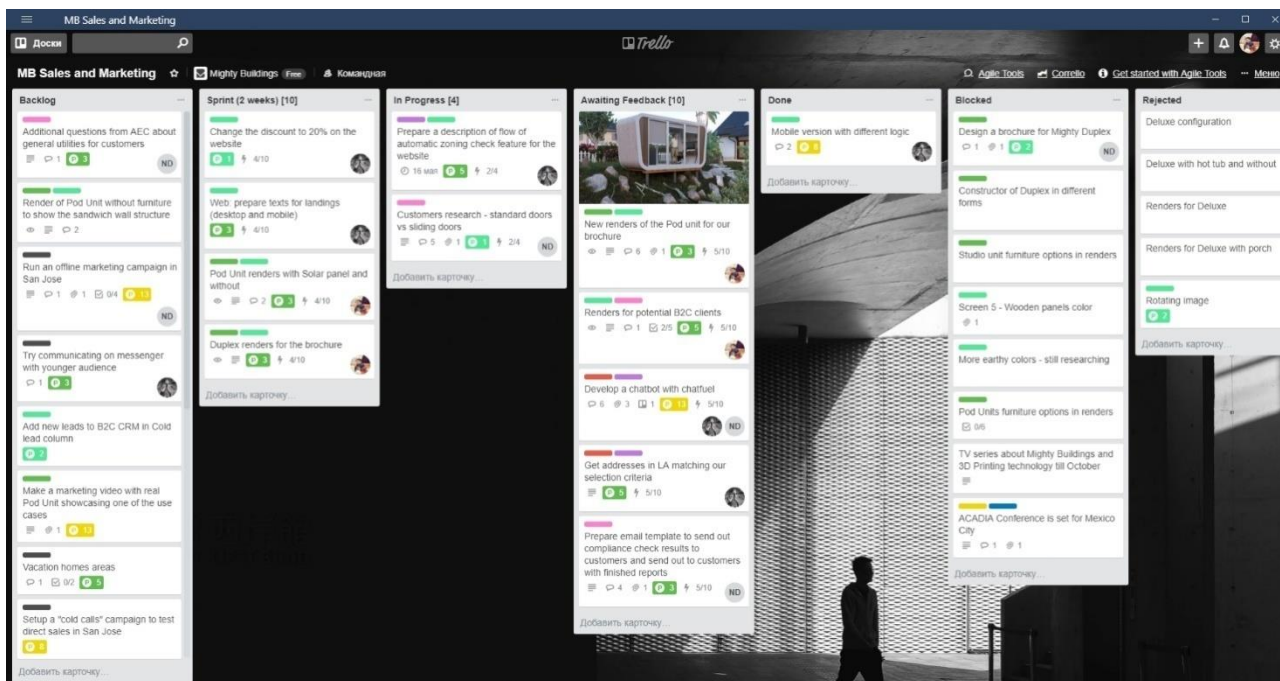 MB Sales and Marketing
Доски
Trello
MB Sales and Marketing
Mighty Buildings Free
Командная
Agile Tools
Corrello
Get started with Agile Tools
Меню
Backlog
Additional questions from AEC about
general utilities for customers
1 P 3
ND
Render of Pod Unit without furniture
to show the sandwich wall structure
2
Run an offline marketing campaign in
San Jose
1 1 0/4 P 13
ND
Try communicating on messenger
with younger audience
1 P 3
Add new leads to B2C CRM in Cold
lead column
P 2
Make a marketing video with real
Pod Unit showcasing one of the use
cases
1 P 13
Vacation homes areas
1 0/2 P 5
Setup a "cold calls" campaign to test
direct sales in San Jose
P 8
Добавить карточку...
Sprint (2 weeks) [10]
Change the discount to 20% on the
website
P 1 4/10
Web: prepare texts for landings
(desktop and mobile)
P 3 4/10
Pod Unit renders with Solar panel and
without
2 P 3 4/10
Duplex renders for the brochure
P 3 4/10
Добавить карточку...
In Progress [4]
Prepare a description of flow of
automatic zoning check feature for the
website
16 мая P 5 2/4
Customers research - standard doors
vs sliding doors
5 1 P 1 2/4
ND
Добавить карточку...
Awaiting Feedback [10]
New renders of the Pod unit for our
brochure
6 1 P 3 5/10
Renders for potential B2C clients
1 2/5 P 5 5/10
Develop a chatbot with chatfuel
6 3 1 P 13 5/10
ND
Get addresses in LA matching our
selection criteria
P 5 5/10
Prepare email template to send out
compliance check results to
customers and send out to customers
with finished reports
4 1 P 3 5/10
ND
Добавить карточку...
Done
Mobile version with different logic
2 P 8
Добавить карточку...
Blocked
Design a brochure for Mighty Duplex
1 1 P 2
ND
Constructor of Duplex in different
forms
Studio unit furniture options in renders
Screen 5 - Wooden panels color
1
More earthy colors - still researching
Pod Units furniture options in renders
0/6
TV series about Mighty Buildings and
3D Printing technology till October
ACADIA Conference is set for Mexico
City
1 1
Добавить карточку...
Rejected
Deluxe configuration
Deluxe with hot tub and without
Renders for Deluxe
Renders for Deluxe with porch
Rotating image
P 2
Добавить карточку...